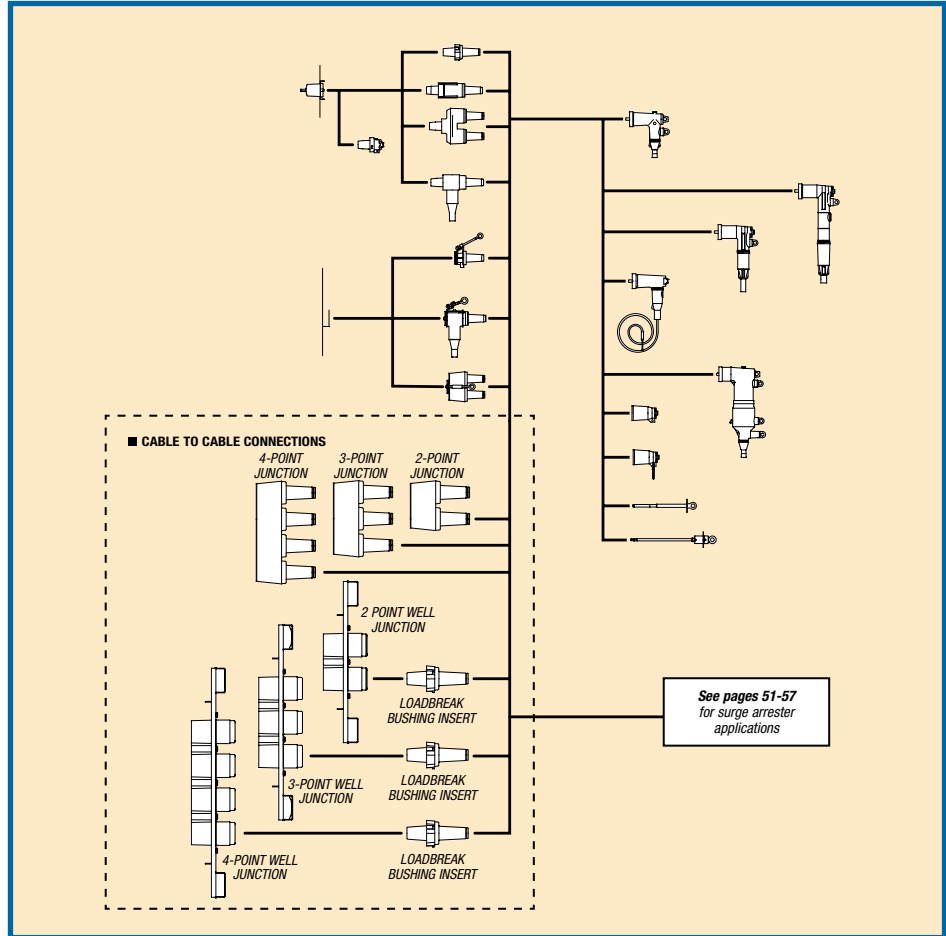 ■ CABLE TO CABLE CONNECTIONS
4-POINT
JUNCTION
3-POINT
JUNCTION
2-POINT
JUNCTION
2 POINT WELL
JUNCTION
LOADBREAK
BUSHING INSERT
See pages 51-57
for surge arrester
applications
3-POINT WELL
JUNCTION
LOADBREAK
BUSHING INSERT
4-POINT WELL
JUNCTION
LOADBREAK
BUSHING INSERT